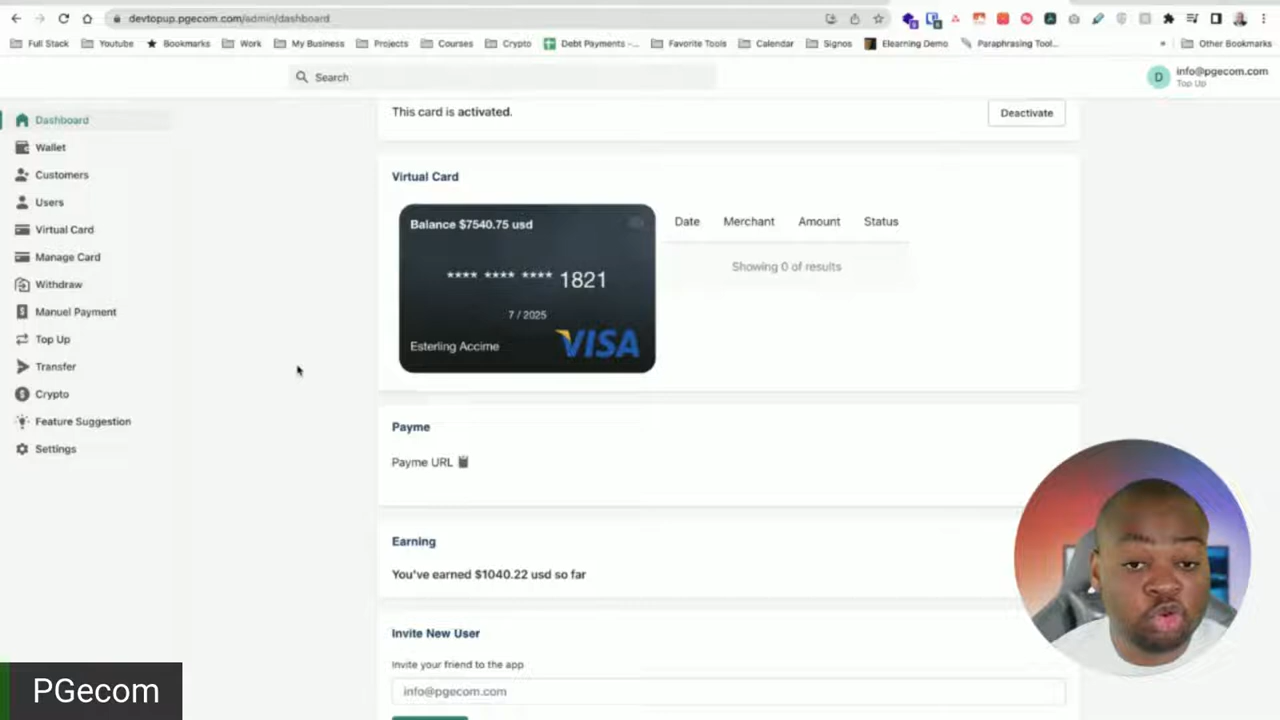 devtopup.pgecom.com/admin/dashboard
Full Stack Youtube Bookmarks Work My Business Projects Courses Crypto Debt Payments -... Favorite Tools Calendar Signos Elearning Demo Paraphrasing Tool... » Other Bookmarks
Search
D
info@pgecom.com
Top Up
Dashboard
Wallet
Customers
Users
Virtual Card
Manage Card
Withdraw
Manuel Payment
Top Up
Transfer
Crypto
Feature Suggestion
Settings
This card is activated.
Deactivate
Virtual Card
Balance $7540.75 usd
**** **** **** 1821
7 / 2025
Esterling Accime
VISA
Date Merchant Amount Status
Showing 0 of results
Payme
Payme URL
Earning
You've earned $1040.22 usd so far
Invite New User
Invite your friend to the app
info@pgecom.com
PGecom